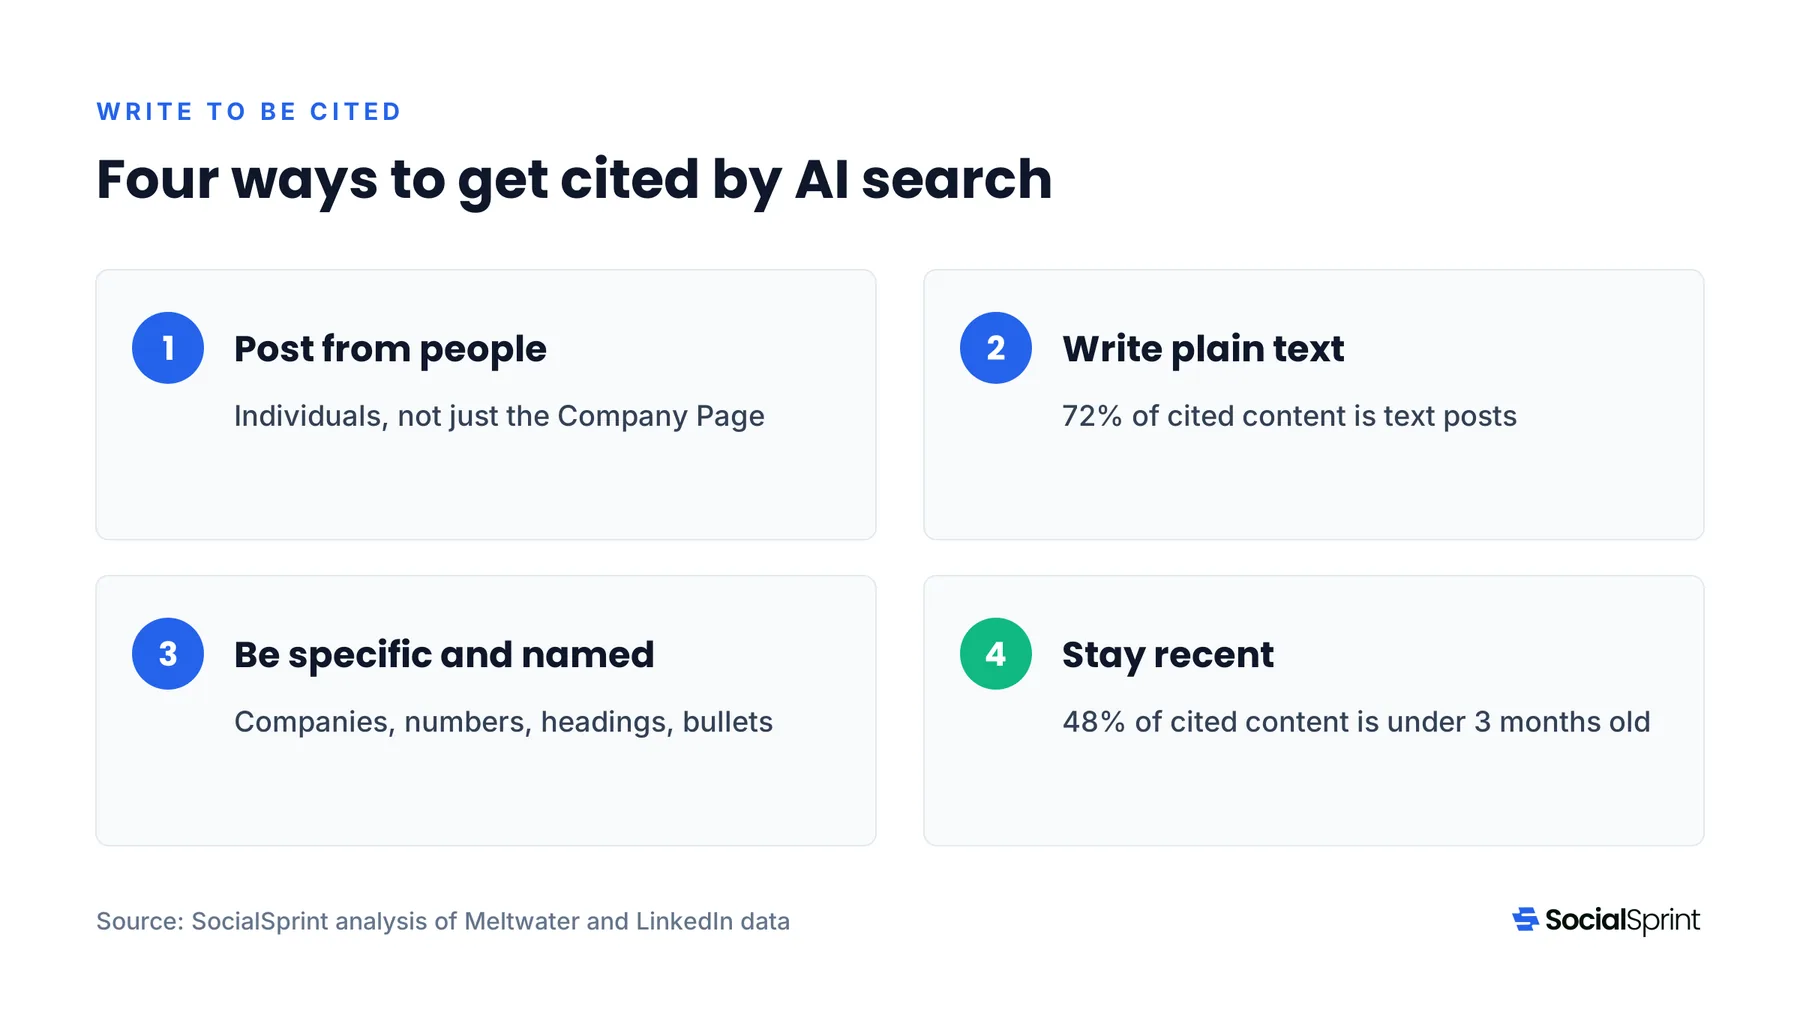 WRITE TO BE CITED
Four ways to get cited by AI search
1
Post from people
Individuals, not just the Company Page
2
Write plain text
72% of cited content is text posts
3
Be specific and named
Companies, numbers, headings, bullets
4
Stay recent
48% of cited content is under 3 months old
Source: SocialSprint analysis of Meltwater and LinkedIn data
SocialSprint